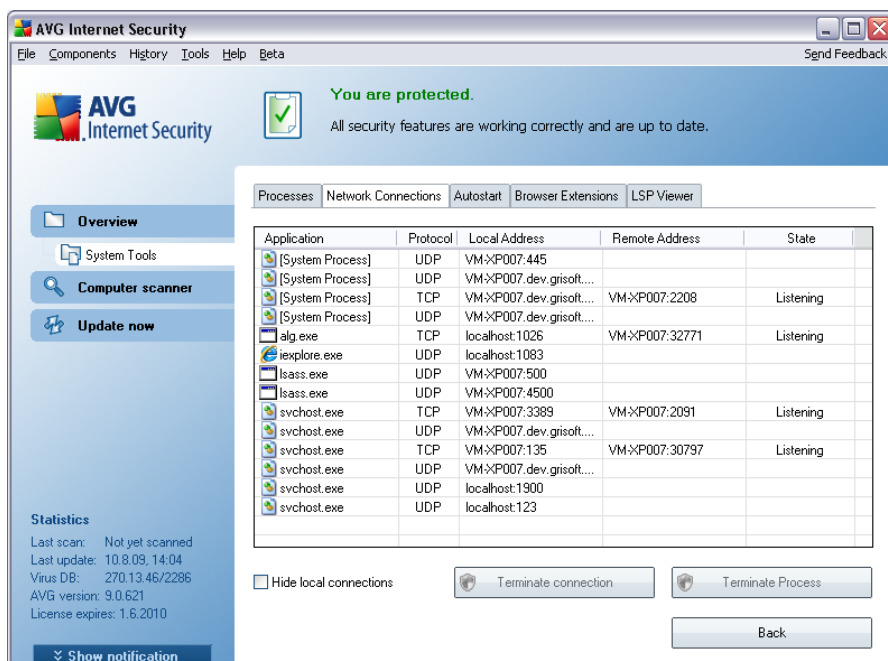 AVG Internet Security
File Components History Tools Help Beta
Send Feedback
AVG
Internet Security
You are protected.
All security features are working correctly and are up to date.
Overview
System Tools
Computer scanner
Update now
Processes Network Connections Autostart Browser Extensions LSP Viewer
Application Protocol Local Address Remote Address State
[System Process] UDP VM-XP007:445
[System Process] UDP VM-XP007.dev.grisoft....
[System Process] TCP VM-XP007.dev.grisoft.... VM-XP007:2208 Listening
[System Process] UDP VM-XP007.dev.grisoft....
alg.exe TCP localhost:1026 VM-XP007:32771 Listening
iexplore.exe UDP localhost:1083
lsass.exe UDP VM-XP007:500
lsass.exe UDP VM-XP007:4500
svchost.exe TCP VM-XP007:3389 VM-XP007:2091 Listening
svchost.exe UDP VM-XP007.dev.grisoft....
svchost.exe TCP VM-XP007:135 VM-XP007:30797 Listening
svchost.exe UDP VM-XP007.dev.grisoft....
svchost.exe UDP localhost:1900
svchost.exe UDP localhost:123
Hide local connections
Terminate connection
Terminate Process
Back
Statistics
Last scan: Not yet scanned
Last update: 10.8.09, 14:04
Virus DB: 270.13.46/2286
AVG version: 9.0.621
License expires: 1.6.2010
Show notification